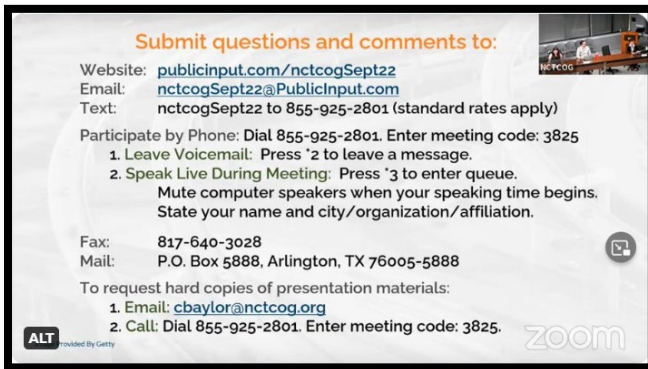 Submit questions and comments to:
NCTCOG
Website: publicinput.com/nctcogSept22
Email: nctcogSept22@PublicInput.com
Text: nctcogSept22 to 855-925-2801 (standard rates apply)
Participate by Phone: Dial 855-925-2801. Enter meeting code: 3825
1. Leave Voicemail: Press *2 to leave a message.
2. Speak Live During Meeting: Press *3 to enter queue.
Mute computer speakers when your speaking time begins.
State your name and city/organization/affiliation.
Fax: 817-640-3028
Mail: P.O. Box 5888, Arlington, TX 76005-5888
To request hard copies of presentation materials:
1. Email: cbaylor@nctcog.org
2. Call: Dial 855-925-2801. Enter meeting code: 3825.
ALT
Provided By Getty
zoom